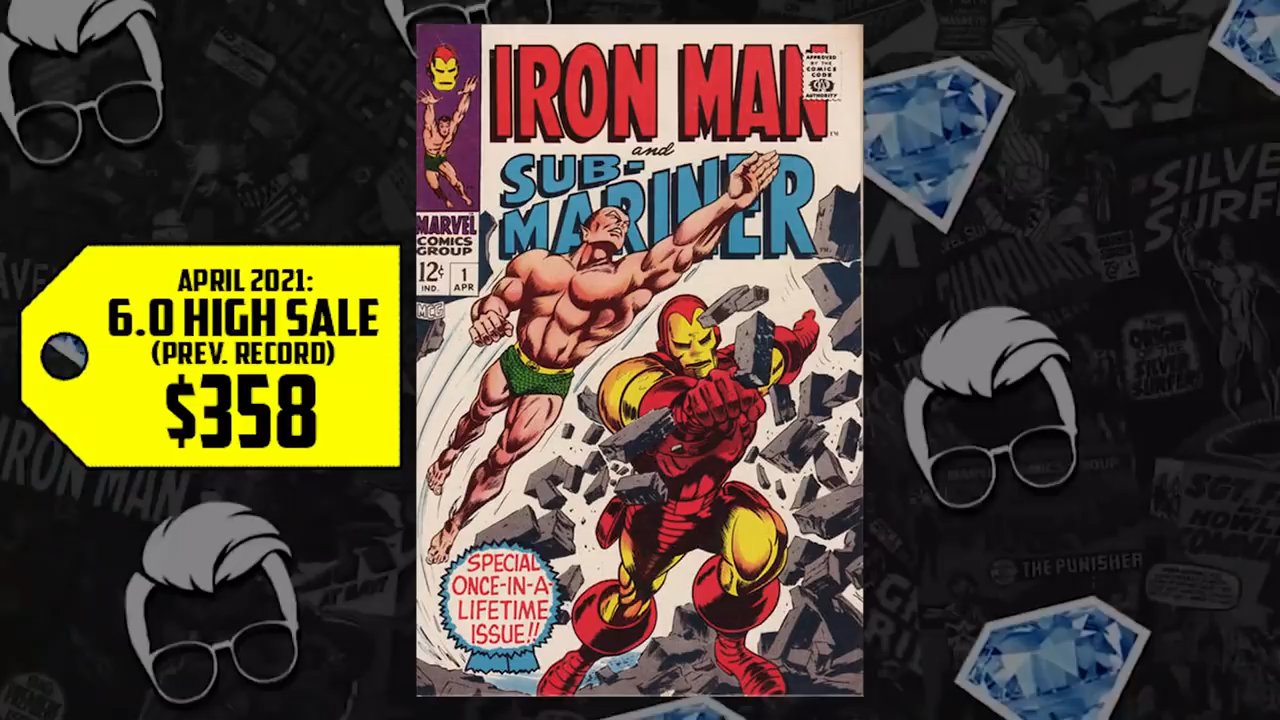 APRIL 2021:
6.0 HIGH SALE
(PREV. RECORD)
$358
IRON MAN
and
SUB-
MARINER
TM
TM
APPROVED
BY THE
COMICS
CODE
AUTHORITY
MARVEL
COMICS
GROUP
12¢
IND.
1
APR
MCG
SPECIAL
ONCE-IN-A-
LIFETIME
ISSUE!!
SILVER
SURFER
IRON MAN
THE PUNISHER